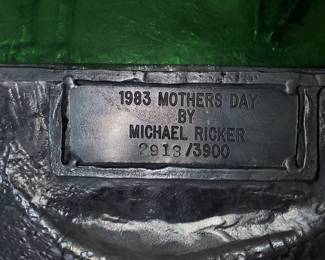 1983 MOTHERS DAY
BY
MICHAEL RICKER
2913/3900